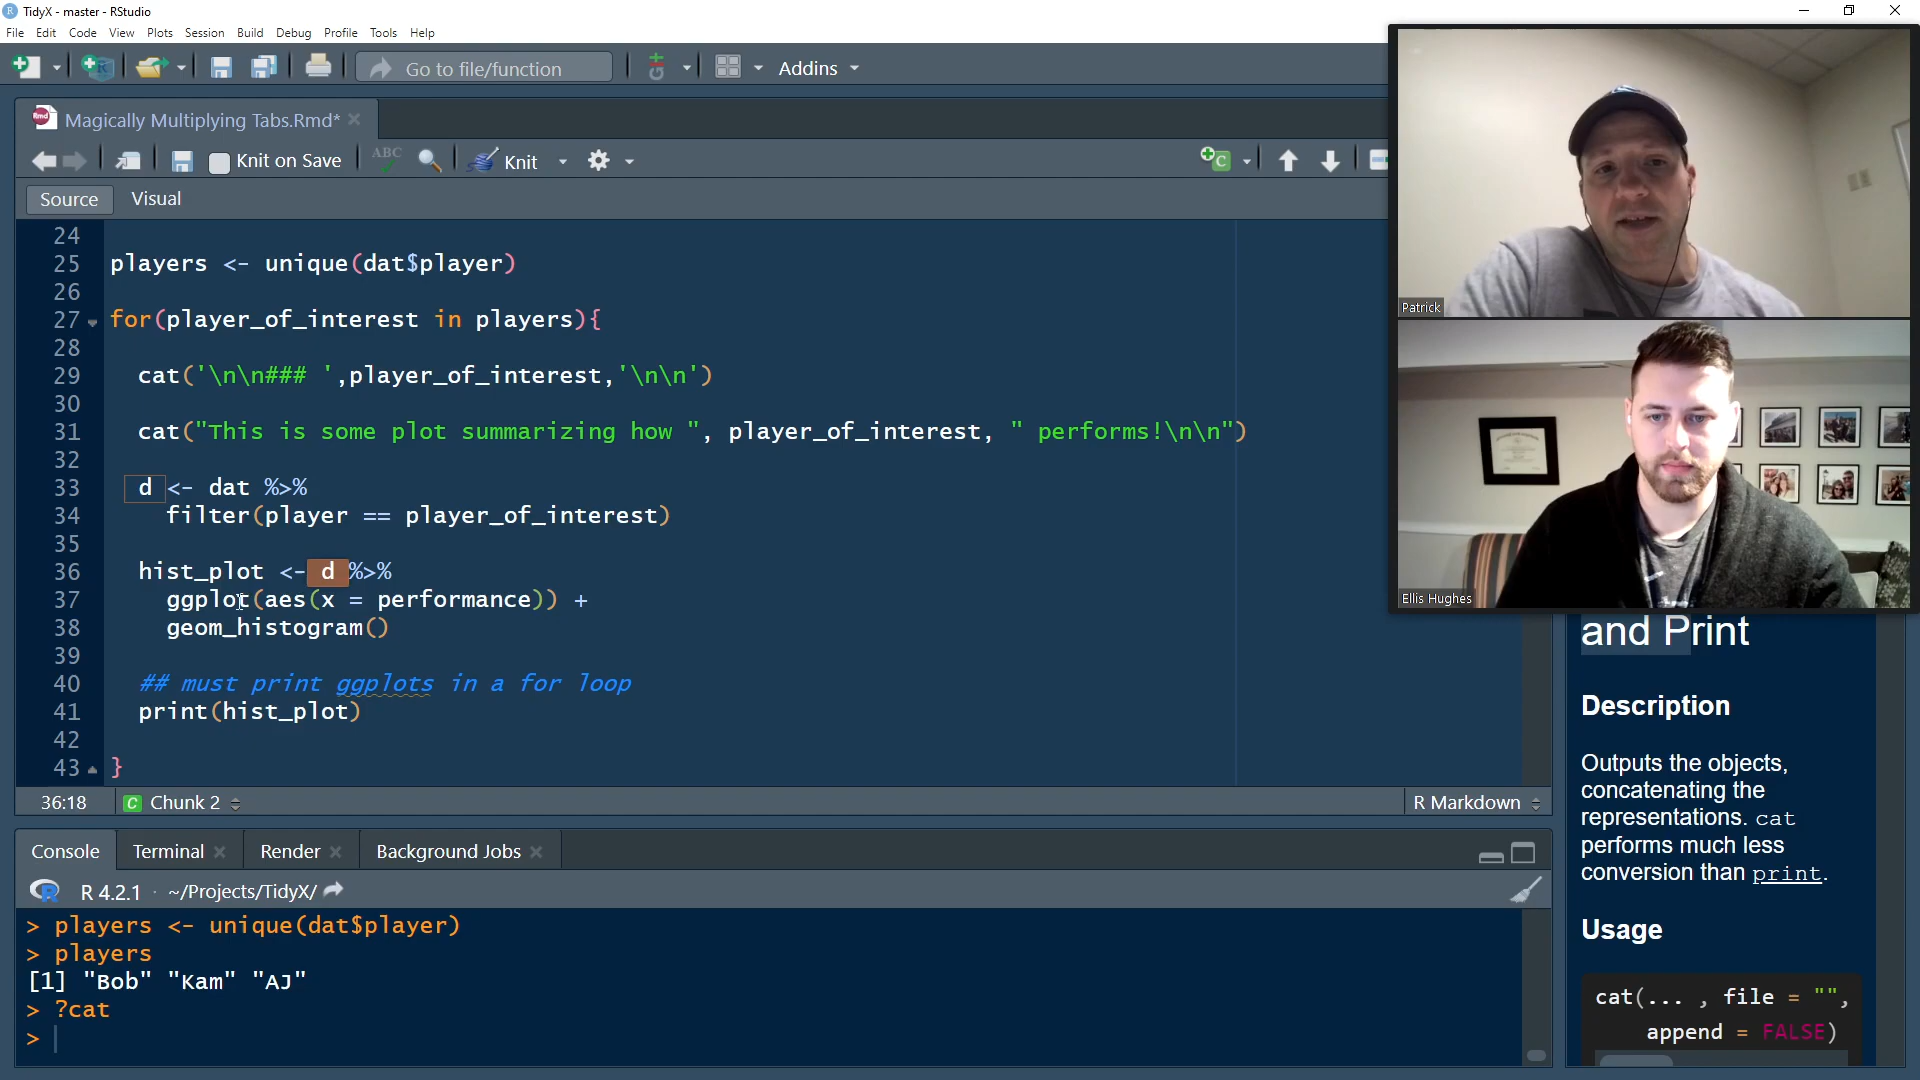 TidyX - master - RStudio
File Edit Code View Plots Session Build Debug Profile Tools Help
Go to file/function Addins
Magically Multiplying Tabs.Rmd*
Knit on Save ABC Knit
Source Visual
24
25 players <- unique(dat$player)
26
27 for(player_of_interest in players){
28
29 cat('\n\n### ',player_of_interest,'\n\n')
30
31 cat("This is some plot summarizing how ", player_of_interest, " performs!\n\n")
32
33 d <- dat %>%
34 filter(player == player_of_interest)
35
36 hist_plot <- d %>%
37 ggplot(aes(x = performance)) +
38 geom_histogram()
39
40 ## must print ggplots in a for loop
41 print(hist_plot)
42
43 }
36:18 C Chunk 2 R Markdown
Console Terminal Render Background Jobs
R 4.2.1 · ~/Projects/TidyX/
> players <- unique(dat$player)
> players
[1] "Bob" "Kam" "AJ"
> ?cat
>
Patrick
Ellis Hughes
and Print
Description
Outputs the objects,
concatenating the
representations. cat
performs much less
conversion than print.
Usage
cat(... , file = "",
append = FALSE)